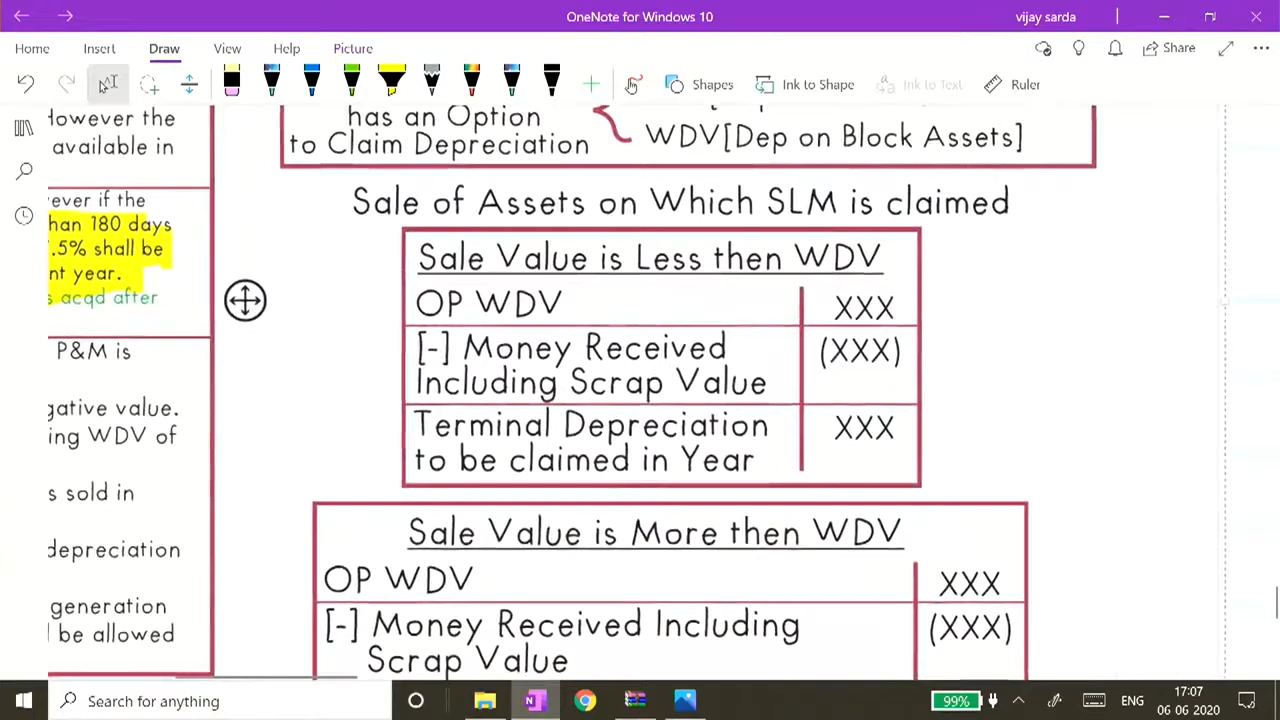 OneNote for Windows 10
vijay sarda
Home Insert Draw View Help Picture
Share
Shapes
Ink to Shape
Ink to Text
Ruler
However the
available in
ever if the
han 180 days
.5% shall be
nt year.
s acqd after
P&M is
gative value.
ing WDV of
s sold in
depreciation
generation
be allowed
has an Option
to Claim Depreciation
WDV[Dep on Block Assets]
Sale of Assets on Which SLM is claimed
Sale Value is Less then WDV
OP WDV XXX
[-] Money Received (XXX)
Including Scrap Value
Terminal Depreciation XXX
to be claimed in Year
Sale Value is More then WDV
OP WDV XXX
[-] Money Received Including (XXX)
Scrap Value
Search for anything
99%
ENG
17:07
06-06-2020